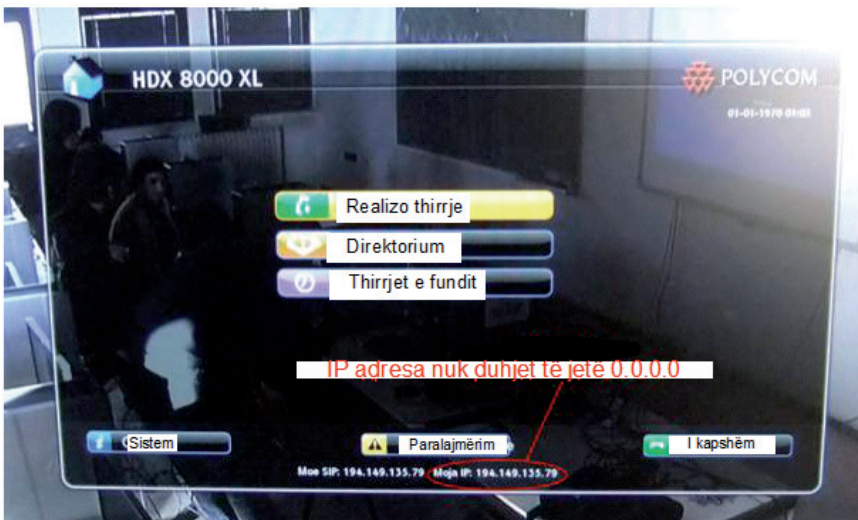 HDX 8000 XL
POLYCOM
01-01-1970 01:03
Realizo thirrje
Direktorium
Thirrjet e fundit
IP adresa nuk duhjet të jetë 0.0.0.0
Sistem
Paralajmërim
I kapshëm
Moe SIP: 194.149.135.79 Moja IP: 194.149.135.79